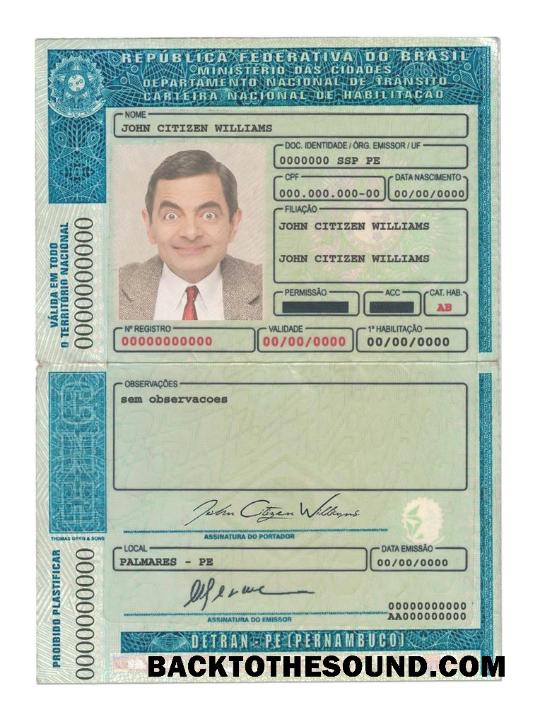 REPÚBLICA FEDERATIVA DO BRASIL
MINISTÉRIO DAS CIDADES
DEPARTAMENTO NACIONAL DE TRÂNSITO
CARTEIRA NACIONAL DE HABILITAÇÃO
NOME
JOHN CITIZEN WILLIAMS
DOC. IDENTIDADE / ÓRG. EMISSOR / UF
0000000 SSP PE
CPF
DATA NASCIMENTO
000.000.000-00
00/00/0000
FILIAÇÃO
JOHN CITIZEN WILLIAMS
JOHN CITIZEN WILLIAMS
PERMISSÃO
ACC
CAT. HAB.
AB
Nº REGISTRO
VALIDADE
1ª HABILITAÇÃO
00000000000
00/00/0000
00/00/0000
VÁLIDA EM TODO
O TERRITÓRIO NACIONAL
0000000000
OBSERVAÇÕES
sem observacoes
John Citizen Williams
ASSINATURA DO PORTADOR
THOMAS GREG & SONS
LOCAL
DATA EMISSÃO
PALMARES - PE
00/00/0000
ASSINATURA DO EMISSOR
00000000000
AA000000000
PROIBIDO PLASTIFICAR
0000000000
DETRAN - PE (PERNAMBUCO)
BACKTOTHESOUND.COM